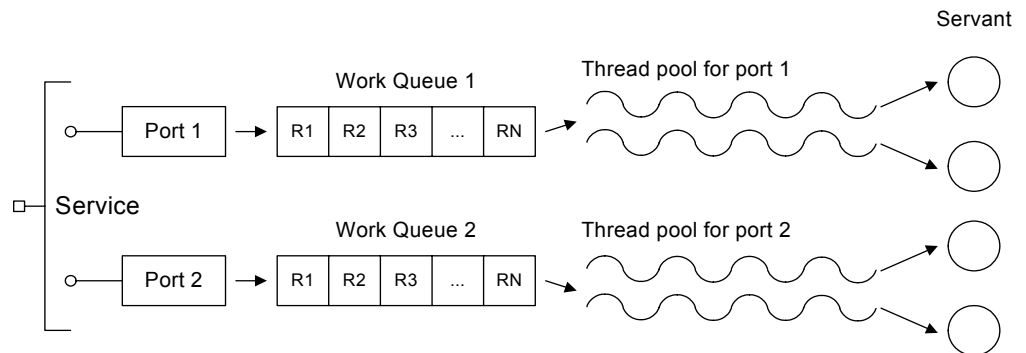 Servant
Work Queue 1
Thread pool for port 1
Port 1
R1 R2 R3 ... RN
Service
Work Queue 2
Thread pool for port 2
Port 2
R1 R2 R3 ... RN